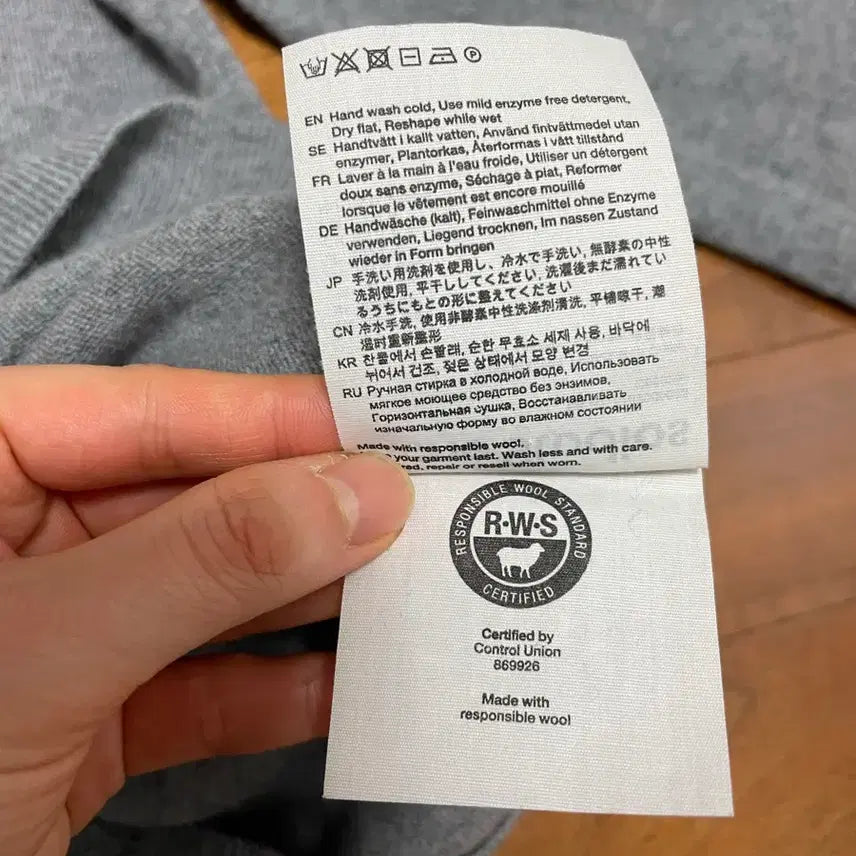 P
EN Hand wash cold, Use mild enzyme free detergent,
Dry flat, Reshape while wet
SE Handtvätt i kallt vatten, Använd fintvättmedel utan
enzymer, Plantorkas, Återformas i vått tillstånd
FR Laver à la main à l'eau froide, Utiliser un détergent
doux sans enzyme, Séchage à plat, Reformer
lorsque le vêtement est encore mouillé
DE Handwäsche (kalt), Feinwaschmittel ohne Enzyme
verwenden, Liegend trocknen, Im nassen Zustand
wieder in Form bringen
JP 手洗い用洗剤を使用し、冷水で手洗い, 無酵素の中性
洗剤使用, 平干ししてください, 洗濯後まだ濡れてい
るうちにもとの形に整えてください
CN 冷水手洗, 使用非酵素中性洗涤剂清洗, 平铺晾干, 潮
湿时重新整形
KR 찬물에서 손빨래, 순한 무효소 세제 사용, 바닥에
뉘어서 건조, 젖은 상태에서 모양 변경
RU Ручная стирка в холодной воде, Использовать
мягкое моющее средство без энзимов,
Горизонтальная сушка, Восстанавливать
изначальную форму во влажном состоянии
Made with responsible wool.
your garment last. Wash less and with care.
repair or resell when worn.
RESPONSIBLE WOOL STANDARD
R·W·S
CERTIFIED
Certified by
Control Union
869926
Made with
responsible wool